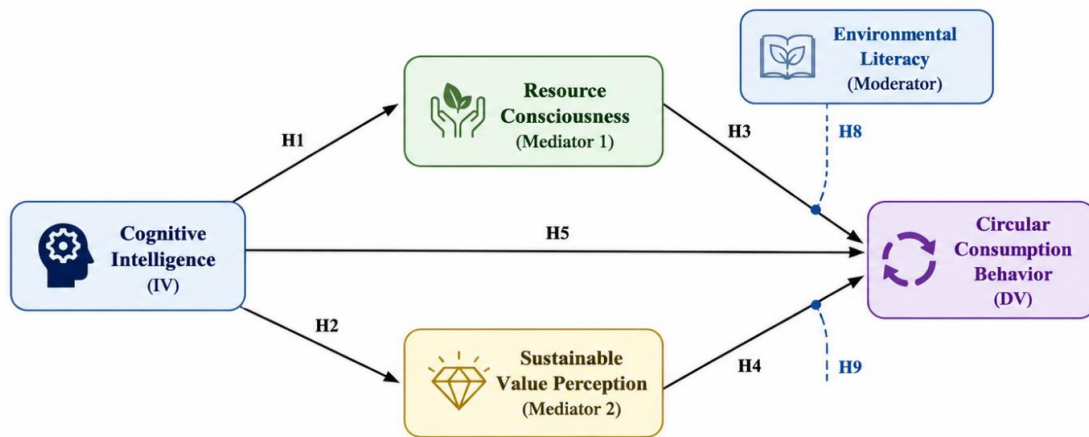 Environmental
Literacy
(Moderator)
Resource
Consciousness
(Mediator 1)
H1
H3
H8
Cognitive
Intelligence
(IV)
H5
Circular
Consumption
Behavior
(DV)
H2
Sustainable
Value Perception
(Mediator 2)
H4
H9